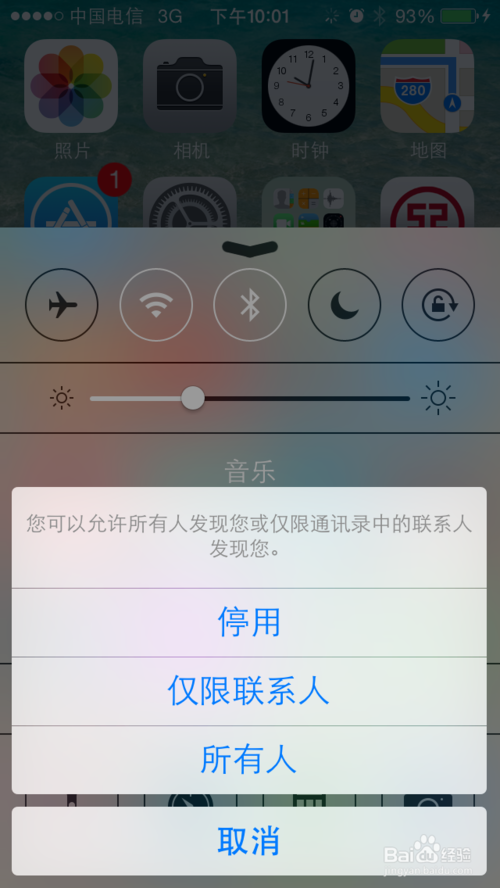 中国电信 3G 下午10:01 93%
照片 相机 时钟 地图
280
1
音乐
您可以允许所有人发现您或仅限通讯录中的联系人
发现您。
停用
仅限联系人
所有人
取消
Baidu经验
jingyan.baidu.com